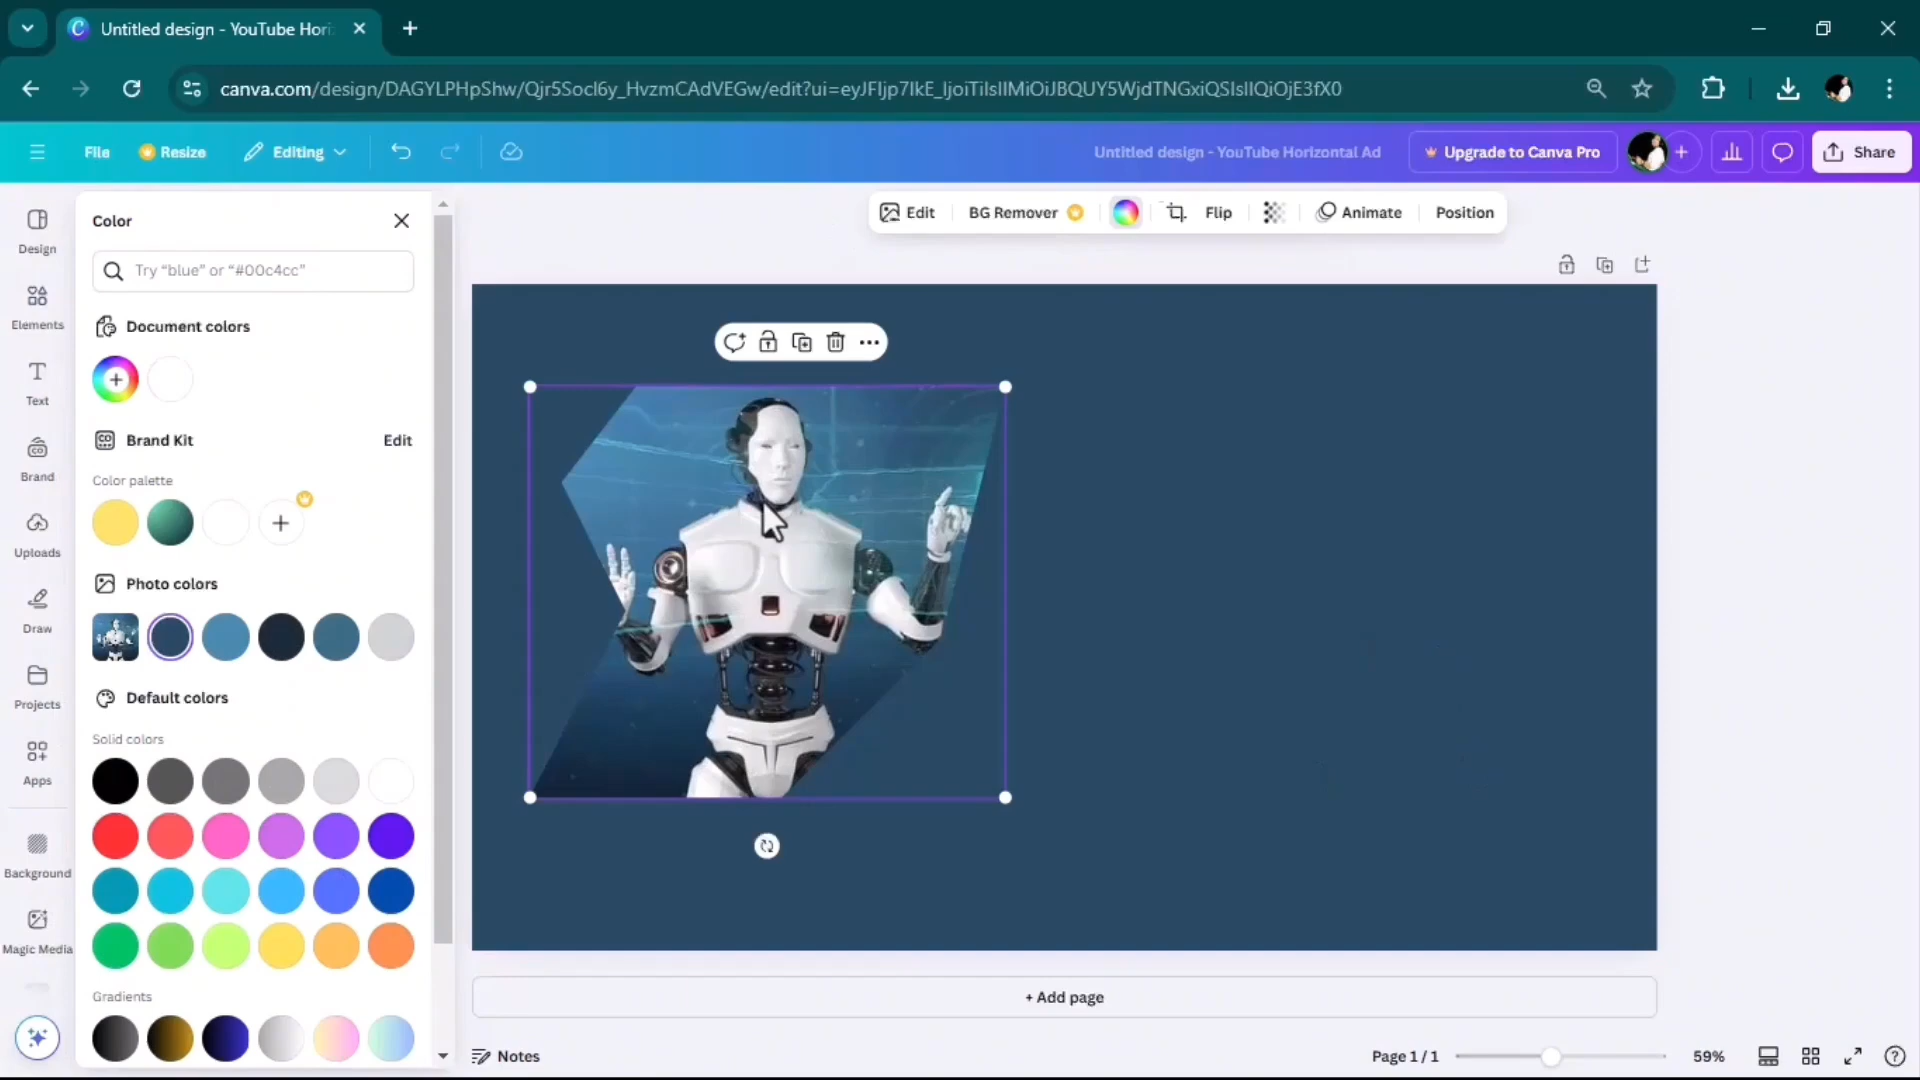 Untitled design - YouTube Hori
canva.com/design/DAGYLPHpShw/Qjr5Socl6y_HvzmCAdVEGw/edit?ui=eyJFIjp7IkE_IjoiTiIsIlMiOiJBQUY5WjdTNGxiQSIsIlQiOjE3fX0
File
Resize
Editing
Untitled design - YouTube Horizontal Ad
Upgrade to Canva Pro
Share
Design
Elements
Text
Brand
Uploads
Draw
Projects
Apps
Background
Magic Media
Color
Try “blue” or “#00c4cc”
Document colors
Brand Kit
Edit
Color palette
Photo colors
Default colors
Solid colors
Gradients
Edit
BG Remover
Flip
Animate
Position
+ Add page
Notes
Page 1 / 1
59%